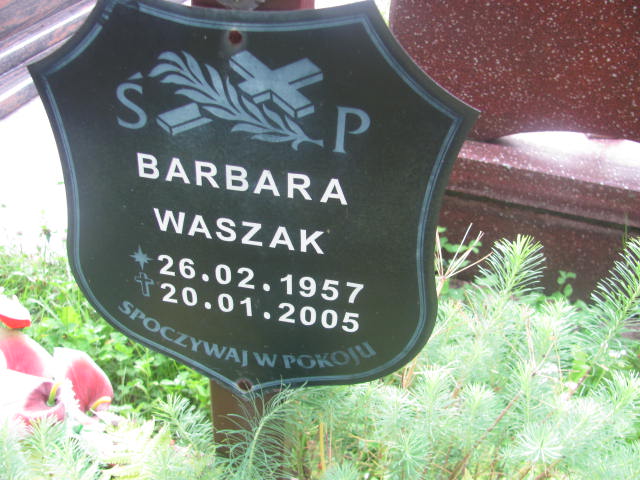 Ś P
BARBARA
WASZAK
26.02.1957
20.01.2005
SPOCZYWAJ W POKOJU